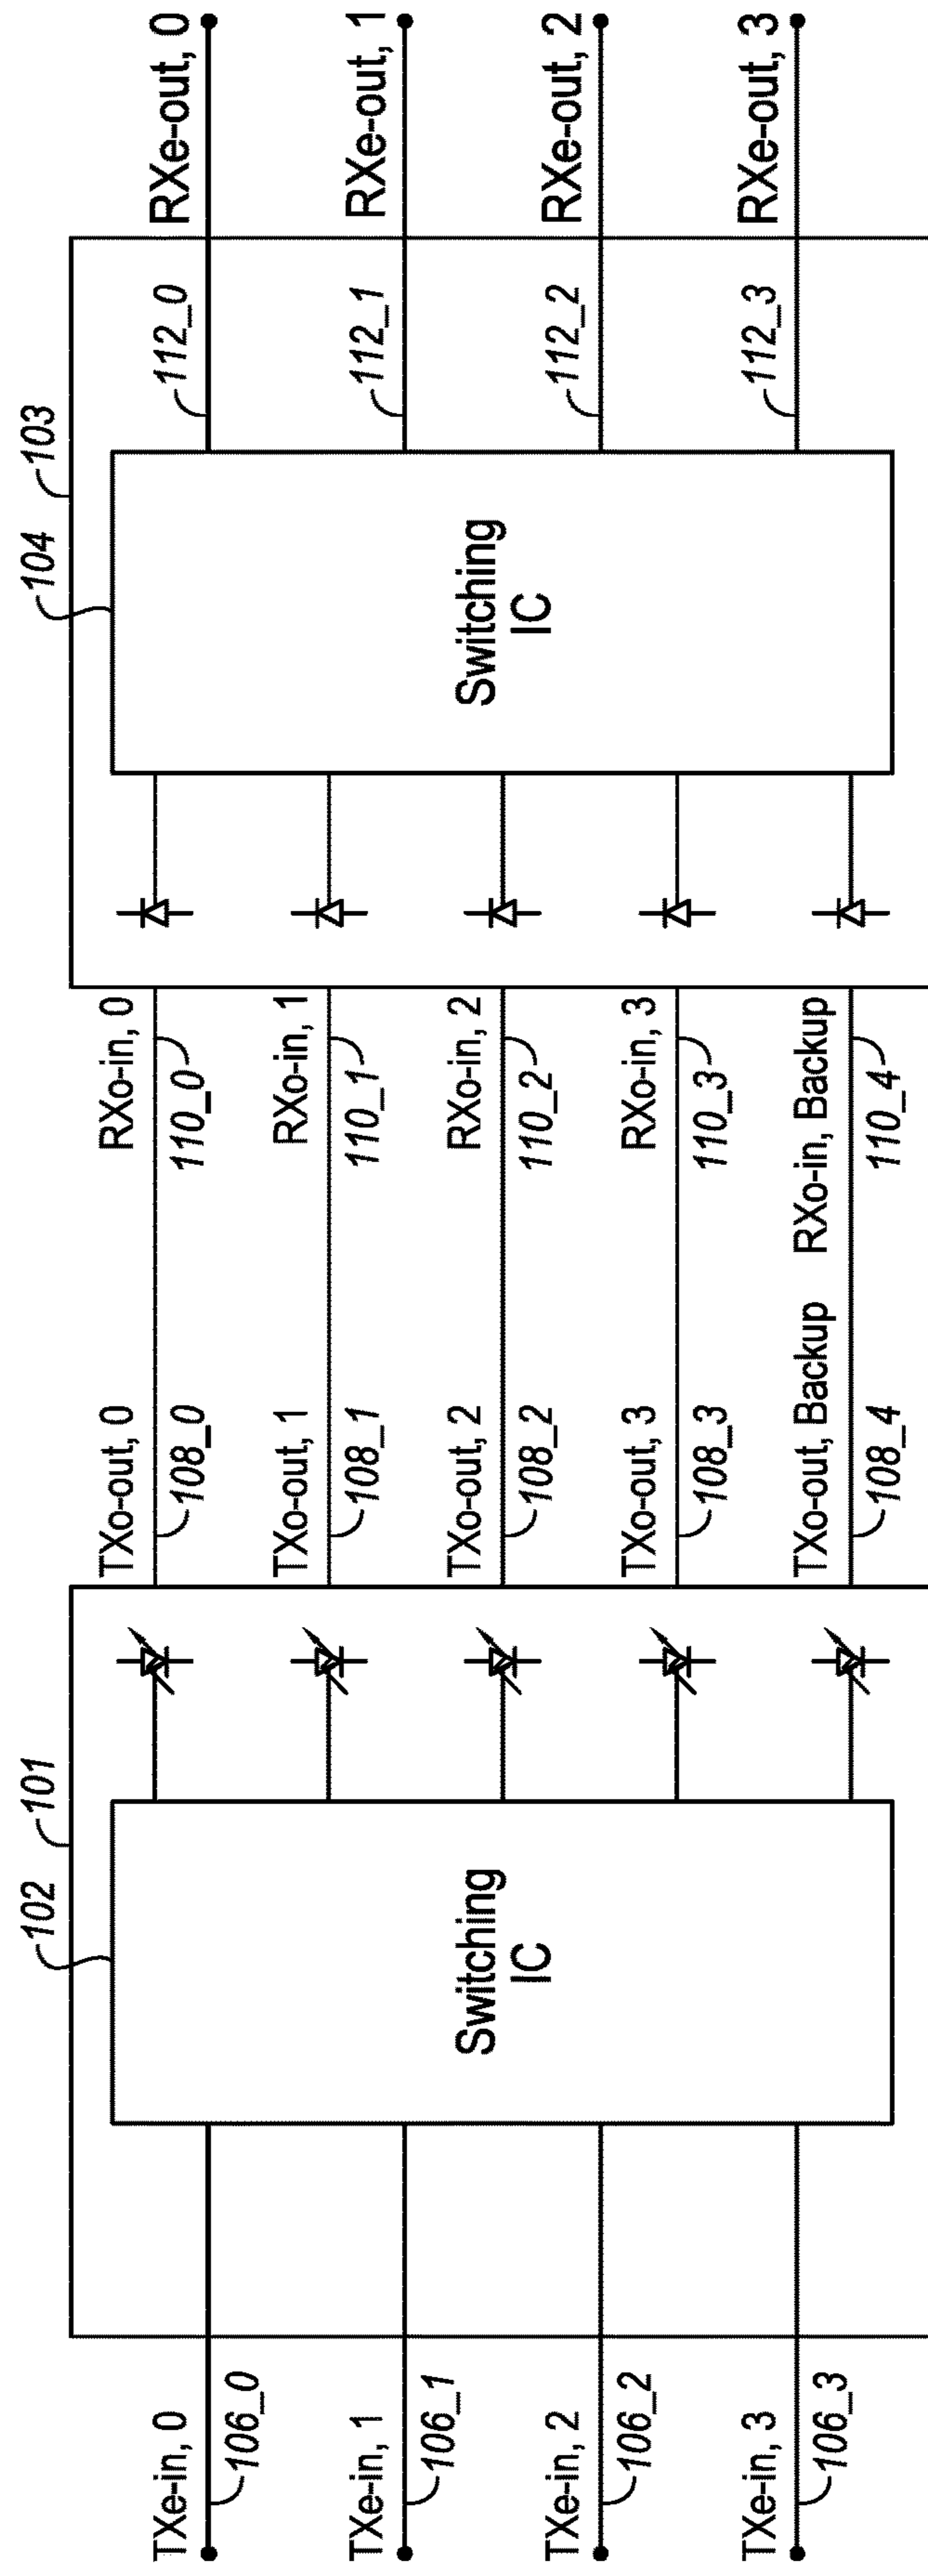 102
101
104
103
TXe-in, 0
106_0
TXe-in, 1
106_1
TXe-in, 2
106_2
TXe-in, 3
106_3
Switching
IC
TXo-out, 0
108_0
TXo-out, 1
108_1
TXo-out, 2
108_2
TXo-out, 3
108_3
TXo-out, Backup
108_4
RXo-in, 0
110_0
RXo-in, 1
110_1
RXo-in, 2
110_2
RXo-in, 3
110_3
RXo-in, Backup
110_4
Switching
IC
112_0
112_1
112_2
112_3
RXe-out, 0
RXe-out, 1
RXe-out, 2
RXe-out, 3